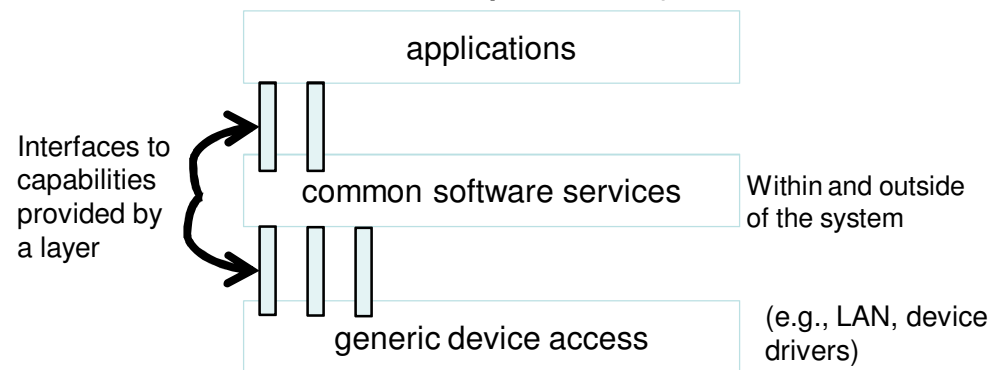 applications
Interfaces to
capabilities
provided by
a layer
common software services
Within and outside
of the system
generic device access
(e.g., LAN, device
drivers)